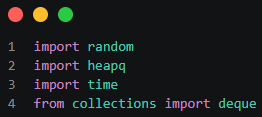 1 import random
2 import heapq
3 import time
4 from collections import deque